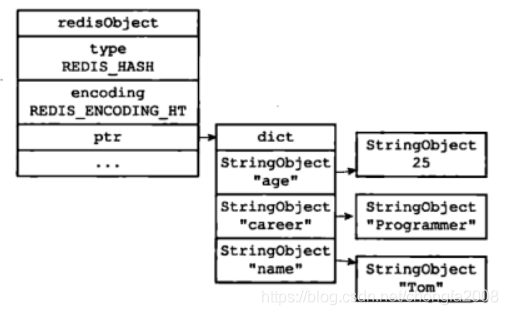 redisObject
type
REDIS_HASH
encoding
REDIS_ENCODING_HT
ptr
...
dict
StringObject
"age"
StringObject
"career"
StringObject
"name"
StringObject
25
StringObject
"Programmer"
StringObject
"Tom"